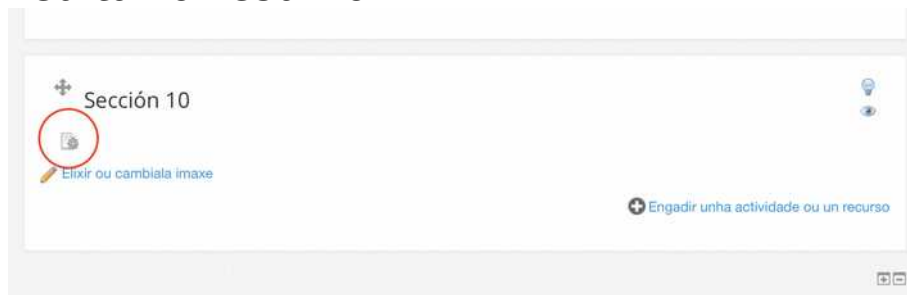 Sección 10
Elixir ou cambiala imaxe
Engadir unha actividade ou un recurso